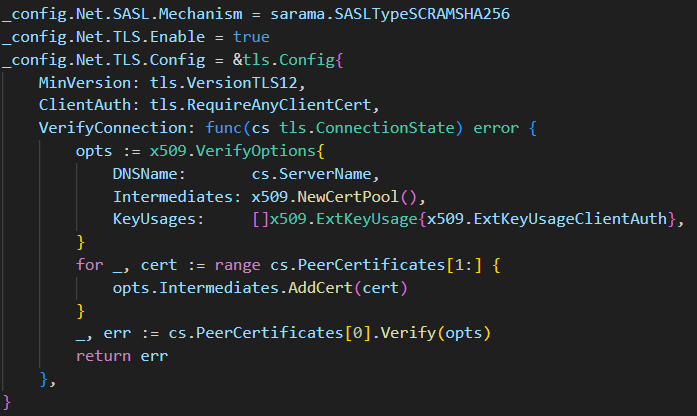 _config.Net.SASL.Mechanism = sarama.SASLTypeSCRAMSHA256
_config.Net.TLS.Enable = true
_config.Net.TLS.Config = &tls.Config{
    MinVersion: tls.VersionTLS12,
    ClientAuth: tls.RequireAnyClientCert,
    VerifyConnection: func(cs tls.ConnectionState) error {
        opts := x509.VerifyOptions{
            DNSName:       cs.ServerName,
            Intermediates: x509.NewCertPool(),
            KeyUsages:     []x509.ExtKeyUsage{x509.ExtKeyUsageClientAuth},
        }
        for _, cert := range cs.PeerCertificates[1:] {
            opts.Intermediates.AddCert(cert)
        }
        _, err := cs.PeerCertificates[0].Verify(opts)
        return err
    },
}